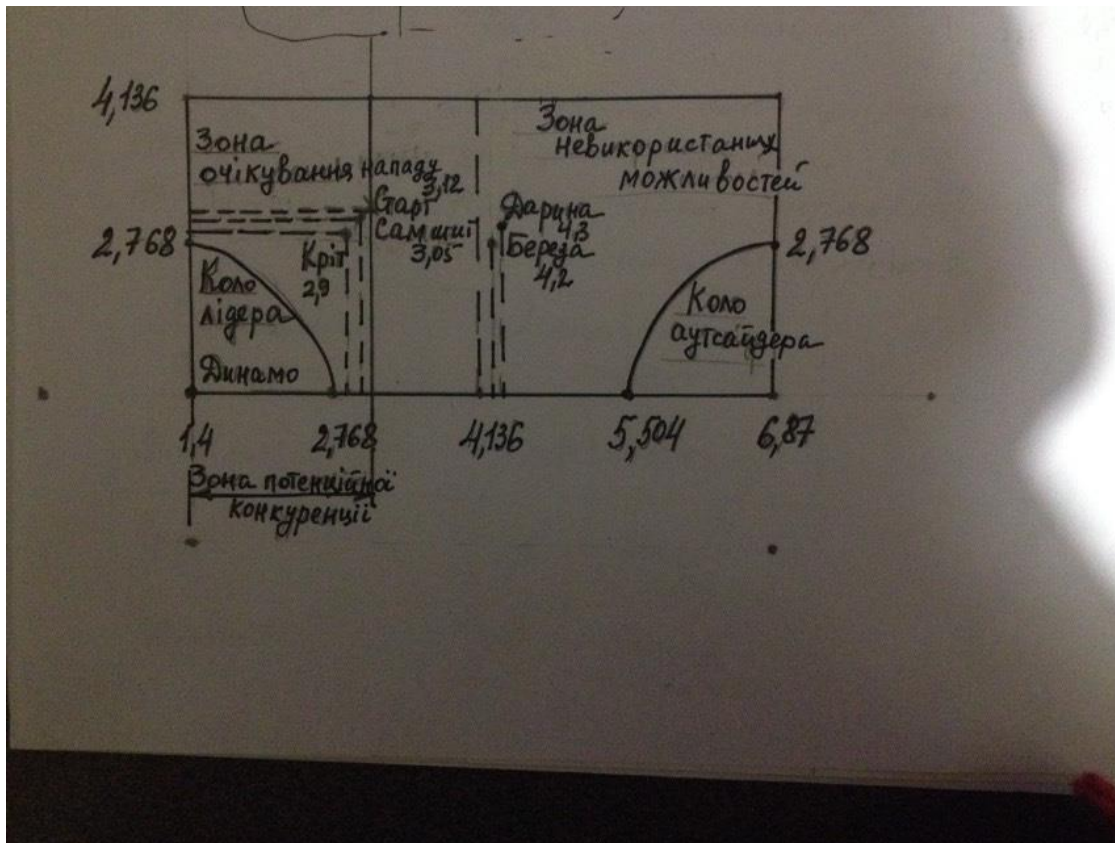 4,136
Зона
очікування нападу
Зона
невикористаних
можливостей
3,12
Старт
Самшит
3,05
Дарина
4,3
Береза
4,2
2,768
Кріт
2,9
Коло
лідера
Динамо
2,768
Коло
аутсайдера
1,4
2,768
4,136
5,504
6,87
Зона потенційної
конкуренції